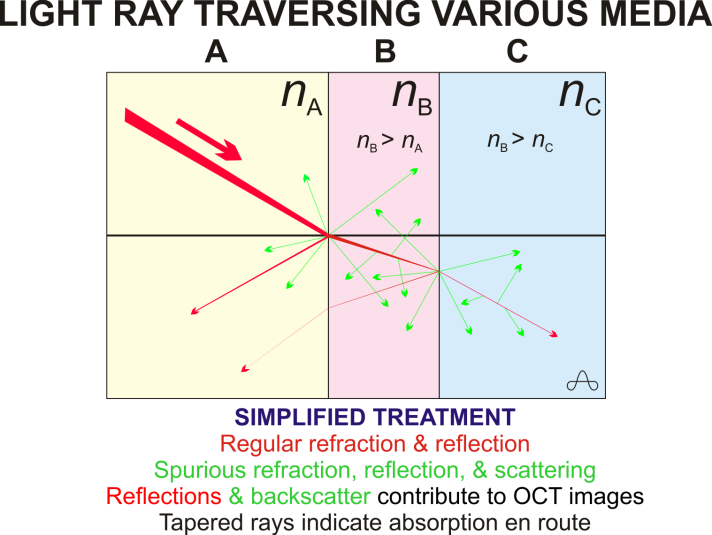 LIGHT RAY TRAVERSING VARIOUS MEDIA
A B C
nA nB nC
nB > nA nB > nC
SIMPLIFIED TREATMENT
Regular refraction & reflection
Spurious refraction, reflection, & scattering
Reflections & backscatter contribute to OCT images
Tapered rays indicate absorption en route